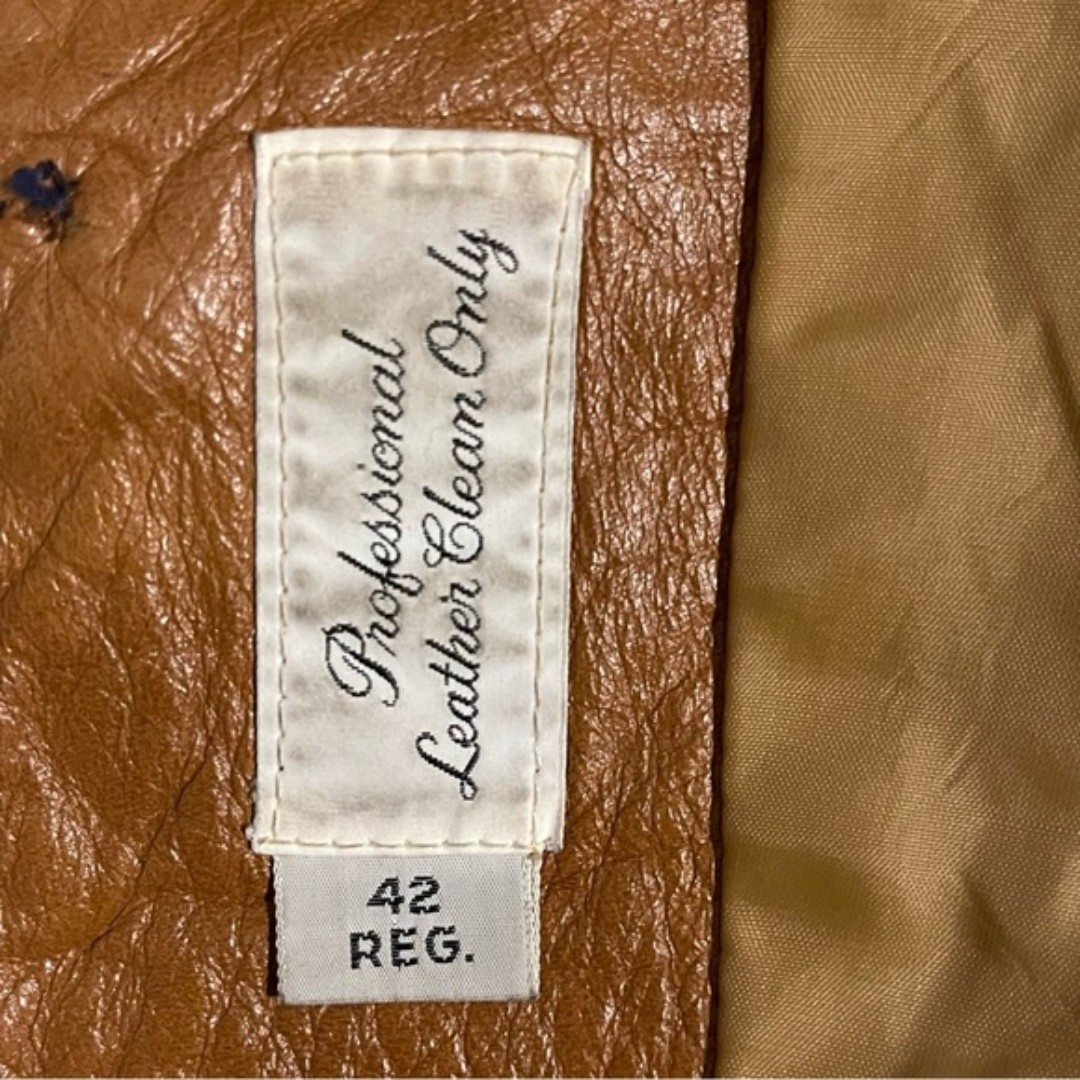 Professional
Leather Clean Only
42
REG.